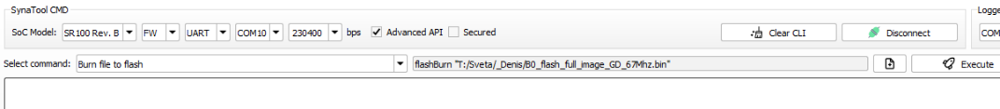 SynaTool CMD
Logge
SoC Model: SR100 Rev. B FW UART COM10 230400 bps Advanced API Secured Clear CLI Disconnect COM
Select command: Burn file to flash flashBurn "T:/Sveta/_Denis/B0_flash_full_image_GD_67Mhz.bin" Execute